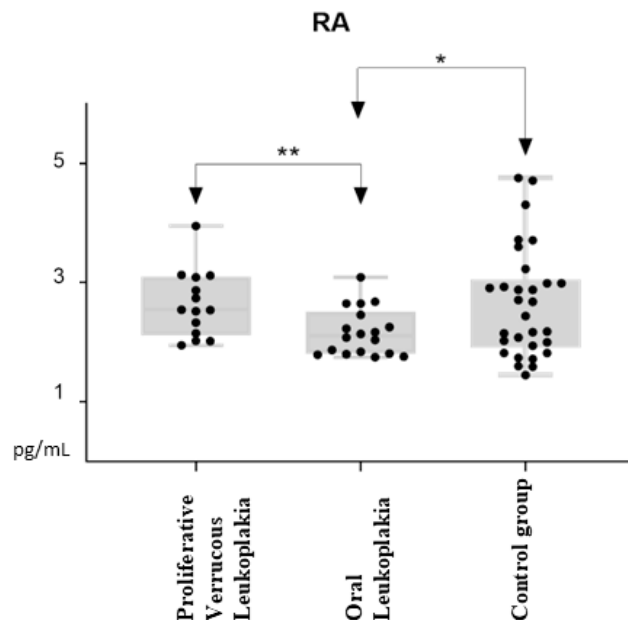 RA
*
**
5
3
1
pg/mL
Proliferative
Verrucous
Leukoplakia
Oral
Leukoplakia
Control group